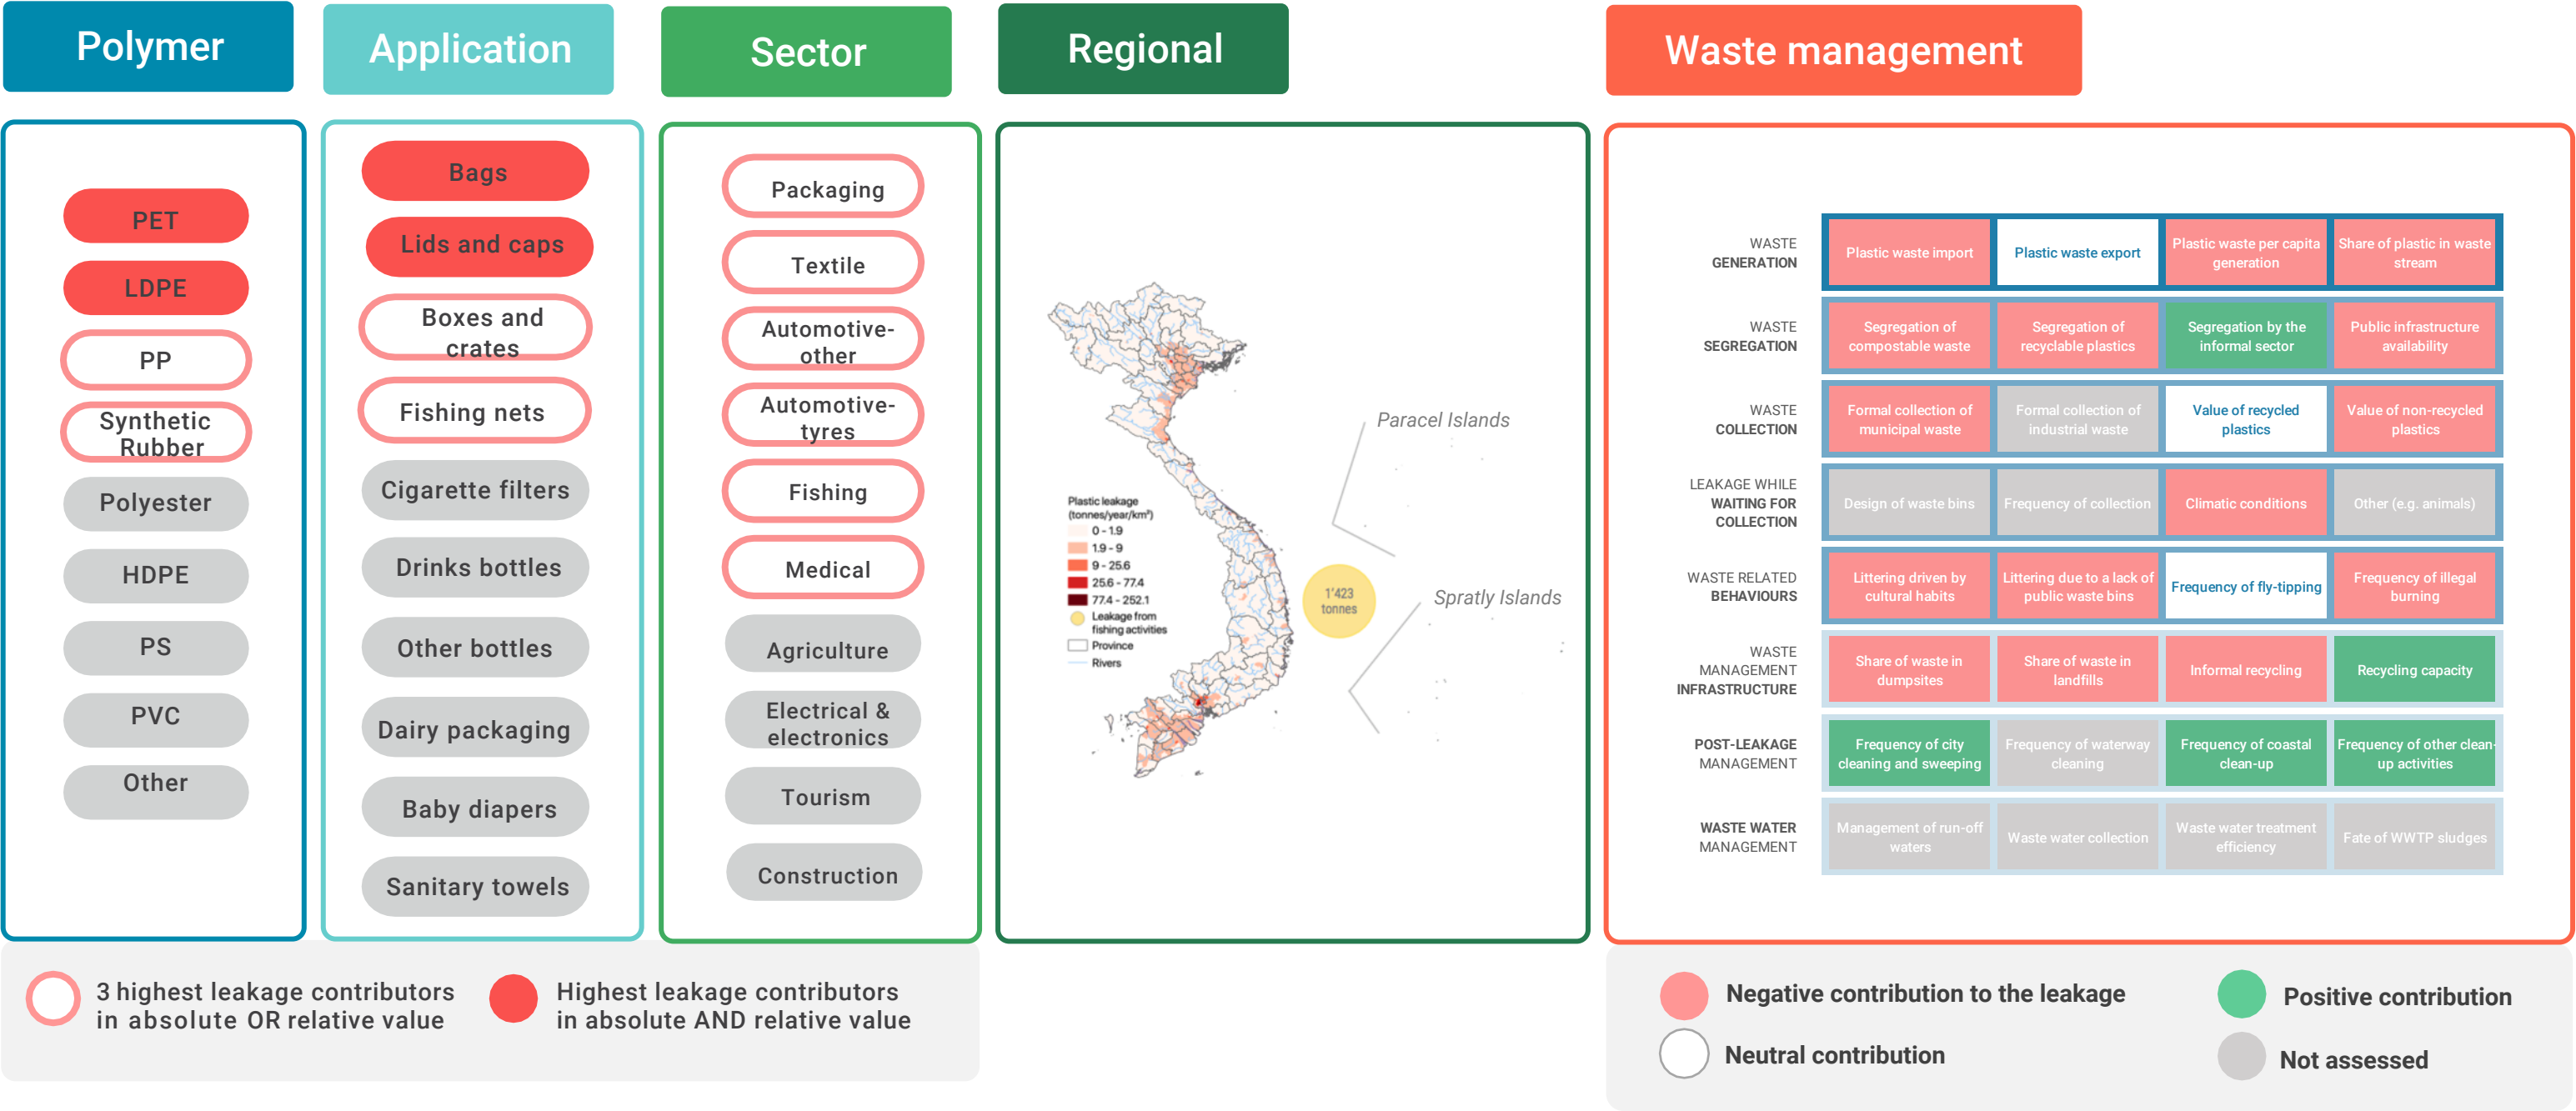 Polymer
Application
Sector
Regional
Waste management
PET
LDPE
PP
Synthetic
Rubber
Polyester
HDPE
PS
PVC
Other
Bags
Lids and caps
Boxes and
crates
Fishing nets
Cigarette filters
Drinks bottles
Other bottles
Dairy packaging
Baby diapers
Sanitary towels
Packaging
Textile
Automotive-
other
Automotive-
tyres
Fishing
Medical
Agriculture
Electrical &
electronics
Tourism
Construction
Paracel Islands
Spratly Islands
Plastic leakage
(tonnes/year/km²)
0 - 1.9
1.9 - 9
9 - 25.6
25.6 - 77.4
77.4 - 252.1
Leakage from
fishing activities
Province
Rivers
1'423
tonnes
WASTE
GENERATION
Plastic waste import
Plastic waste export
Plastic waste per capita
generation
Share of plastic in waste
stream
WASTE
SEGREGATION
Segregation of
compostable waste
Segregation of
recyclable plastics
Segregation by the
informal sector
Public infrastructure
availability
WASTE
COLLECTION
Formal collection of
municipal waste
Formal collection of
industrial waste
Value of recycled
plastics
Value of non-recycled
plastics
LEAKAGE WHILE
WAITING FOR
COLLECTION
Design of waste bins
Frequency of collection
Climatic conditions
Other (e.g. animals)
WASTE RELATED
BEHAVIOURS
Littering driven by
cultural habits
Littering due to a lack of
public waste bins
Frequency of fly-tipping
Frequency of illegal
burning
WASTE
MANAGEMENT
INFRASTRUCTURE
Share of waste in
dumpsites
Share of waste in
landfills
Informal recycling
Recycling capacity
POST-LEAKAGE
MANAGEMENT
Frequency of city
cleaning and sweeping
Frequency of waterway
cleaning
Frequency of coastal
clean-up
Frequency of other clean-
up activities
WASTE WATER
MANAGEMENT
Management of run-off
waters
Waste water collection
Waste water treatment
efficiency
Fate of WWTP sludges
3 highest leakage contributors
in absolute OR relative value
Highest leakage contributors
in absolute AND relative value
Negative contribution to the leakage
Positive contribution
Neutral contribution
Not assessed